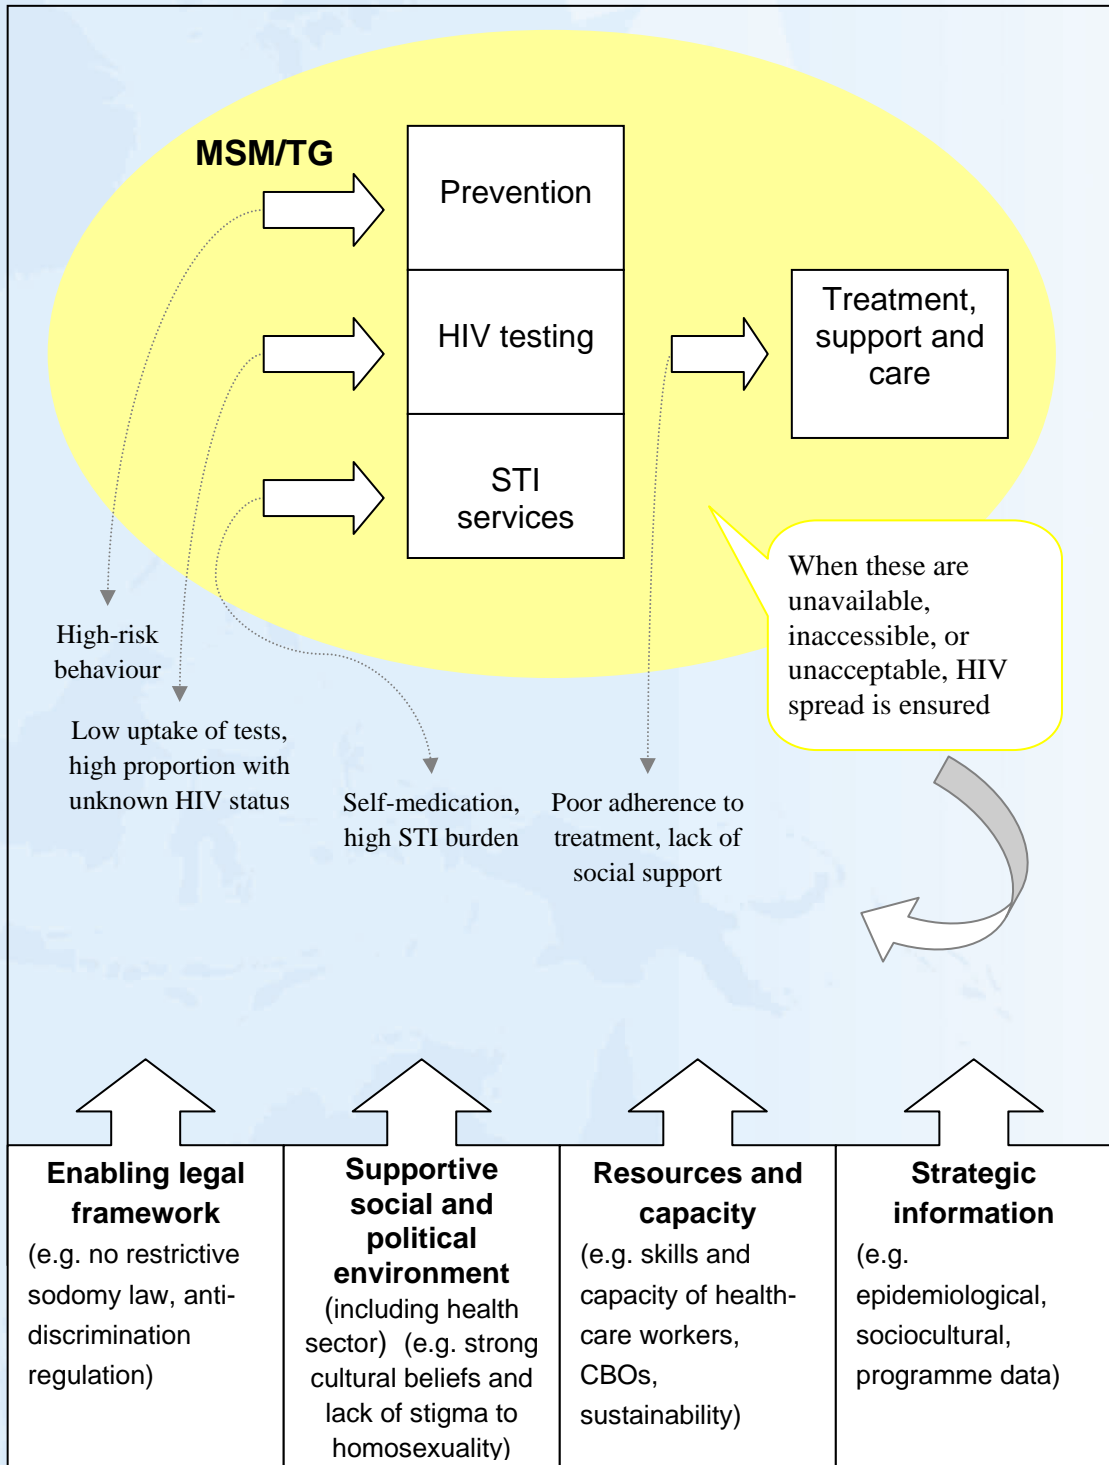 MSM/TG
Prevention
HIV testing
STI
services
Treatment,
support and
care
When these are
unavailable,
inaccessible, or
unacceptable, HIV
spread is ensured
High-risk
behaviour
Low uptake of tests,
high proportion with
unknown HIV status
Self-medication,
high STI burden
Poor adherence to
treatment, lack of
social support
Enabling legal
framework
(e.g. no restrictive
sodomy law, anti-
discrimination
regulation)
Supportive
social and
political
environment
(including health
sector) (e.g. strong
cultural beliefs and
lack of stigma to
homosexuality)
Resources and
capacity
(e.g. skills and
capacity of health-
care workers,
CBOs,
sustainability)
Strategic
information
(e.g.
epidemiological,
sociocultural,
programme data)